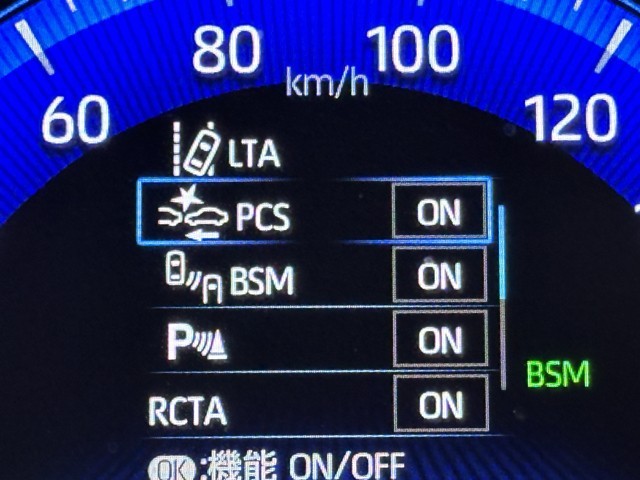 80 100
km/h
60 120
LTA
PCS ON
BSM ON
P ON
BSM
RCTA ON
OK:機能 ON/OFF